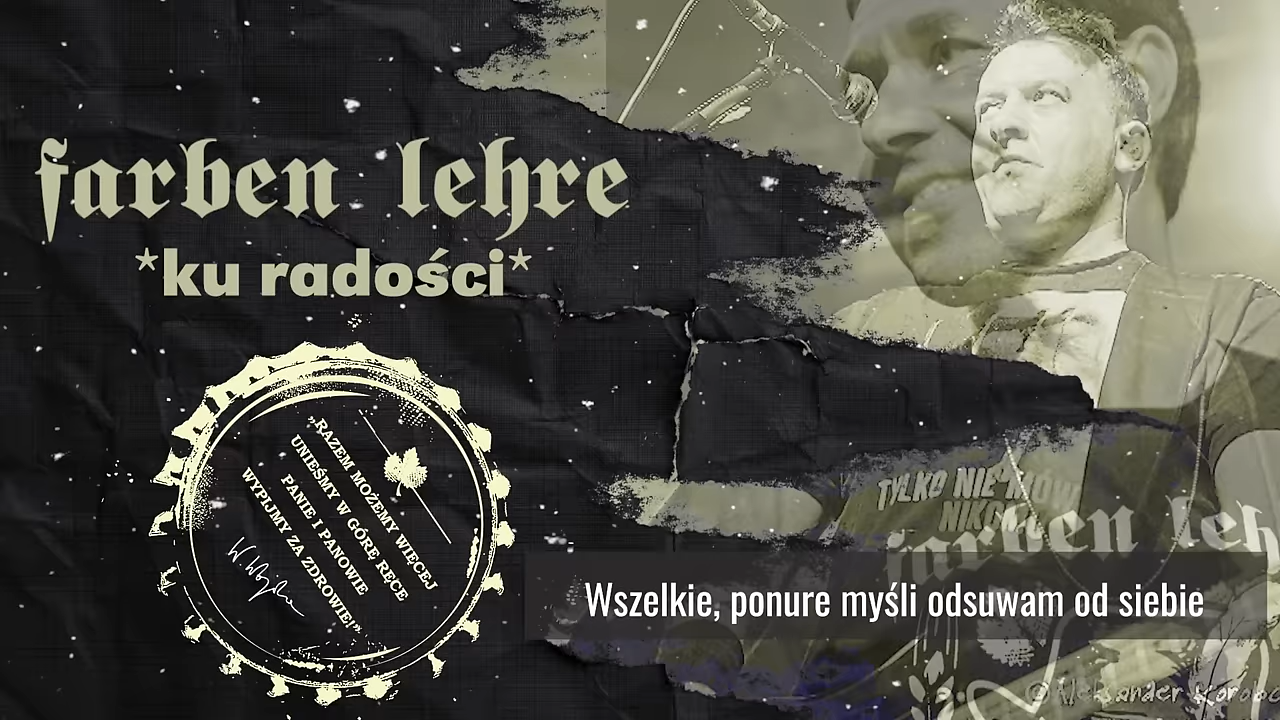 farben lehre
*ku radości*
„RAZEM MOŻEMY WIĘCEJ
UNIEŚMY W GÓRĘ RĘCE
PANIE I PANOWIE
WYPIJMY ZA ZDROWIE!”
TYLKO NIE MÓW
farben leh
Wszelkie, ponure myśli odsuwam od siebie